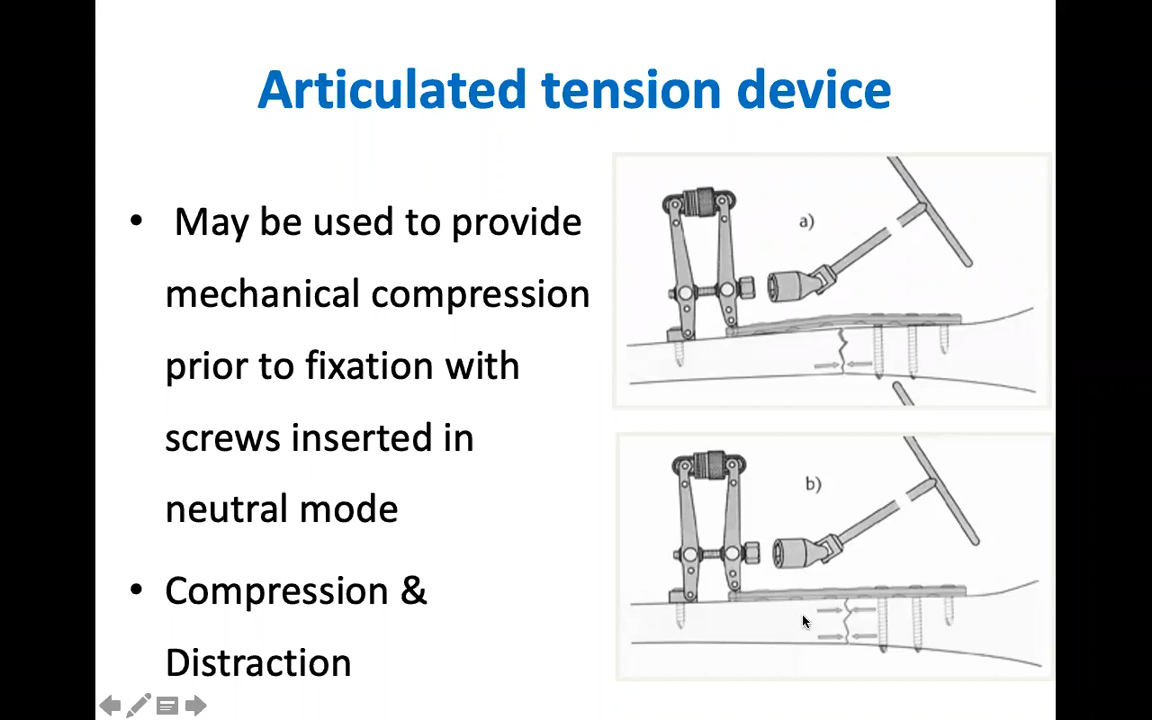 Articulated tension device
• May be used to provide
mechanical compression
prior to fixation with
screws inserted in
neutral mode
• Compression &
Distraction
a)
b)